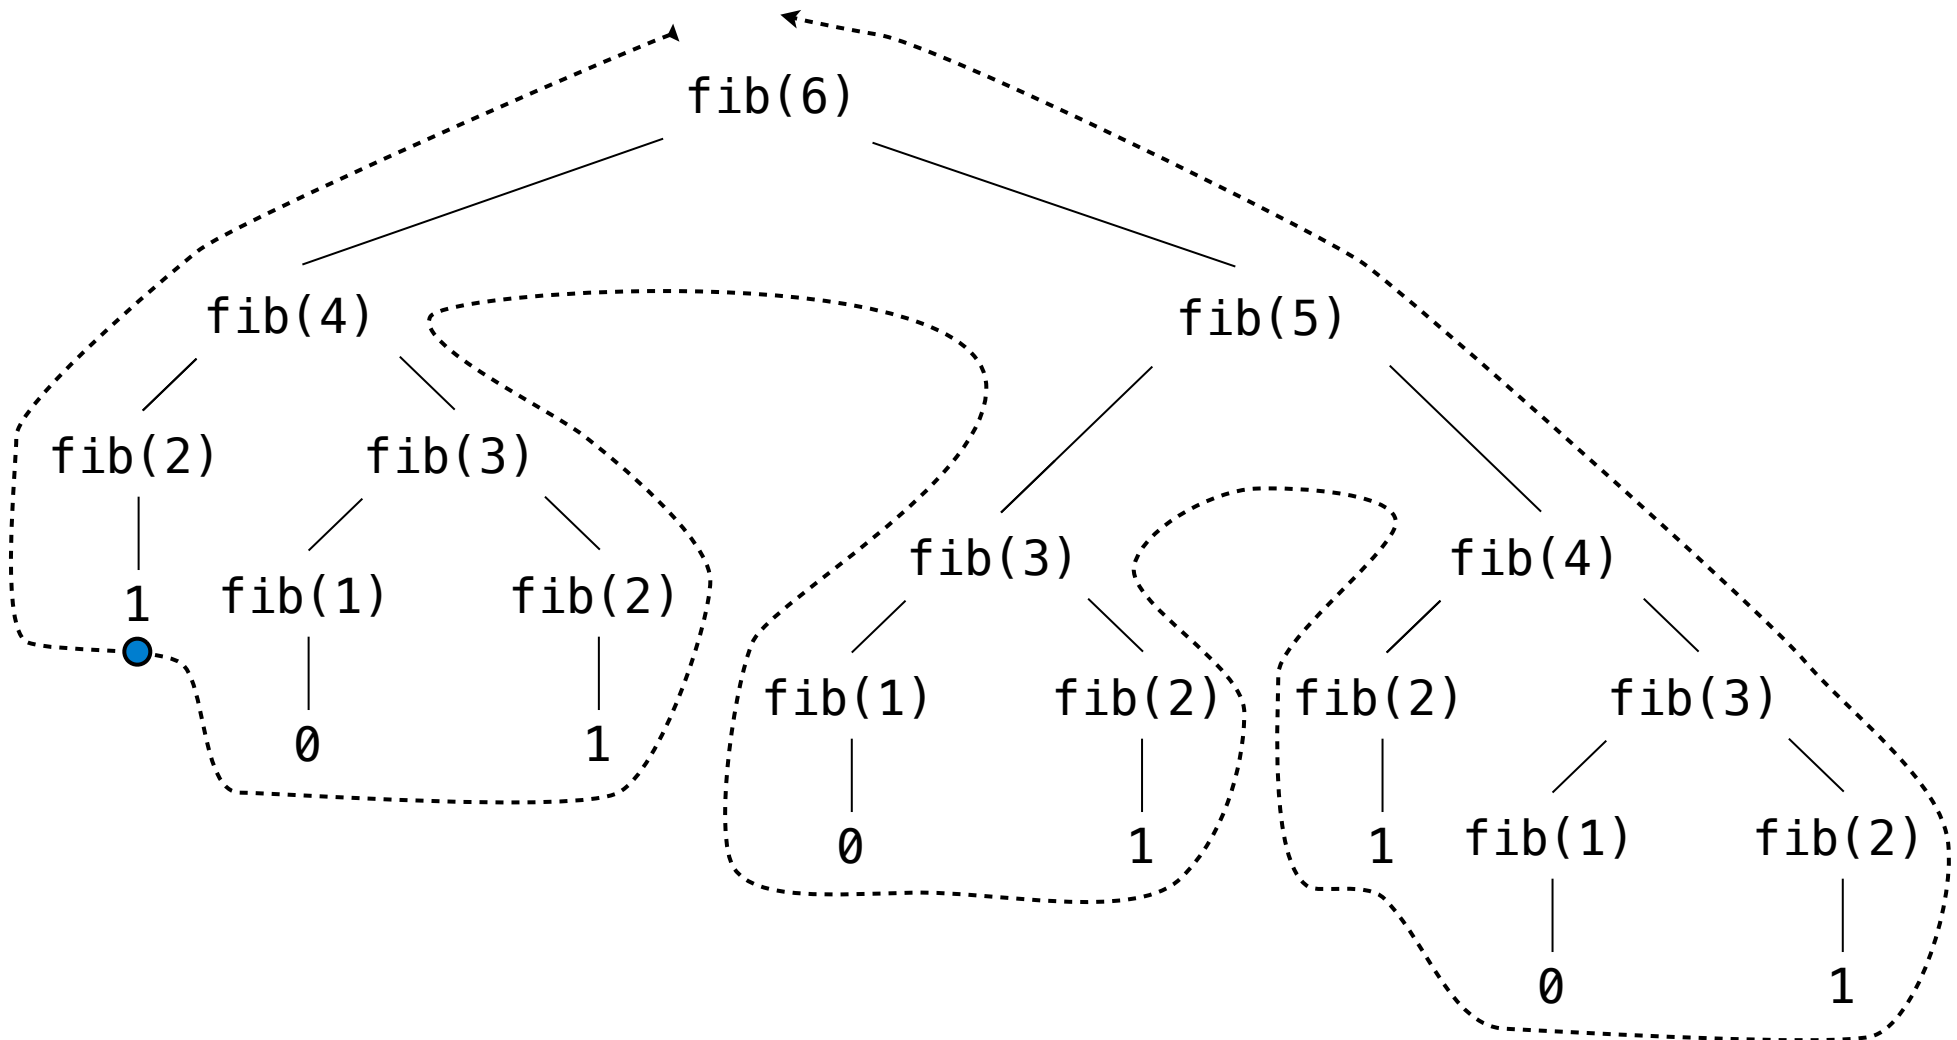 fib(6)
fib(4) fib(5)
fib(2) fib(3)
fib(3) fib(4)
1 fib(1) fib(2)
fib(1) fib(2) fib(2) fib(3)
0 1
0 1 1 fib(1) fib(2)
0 1